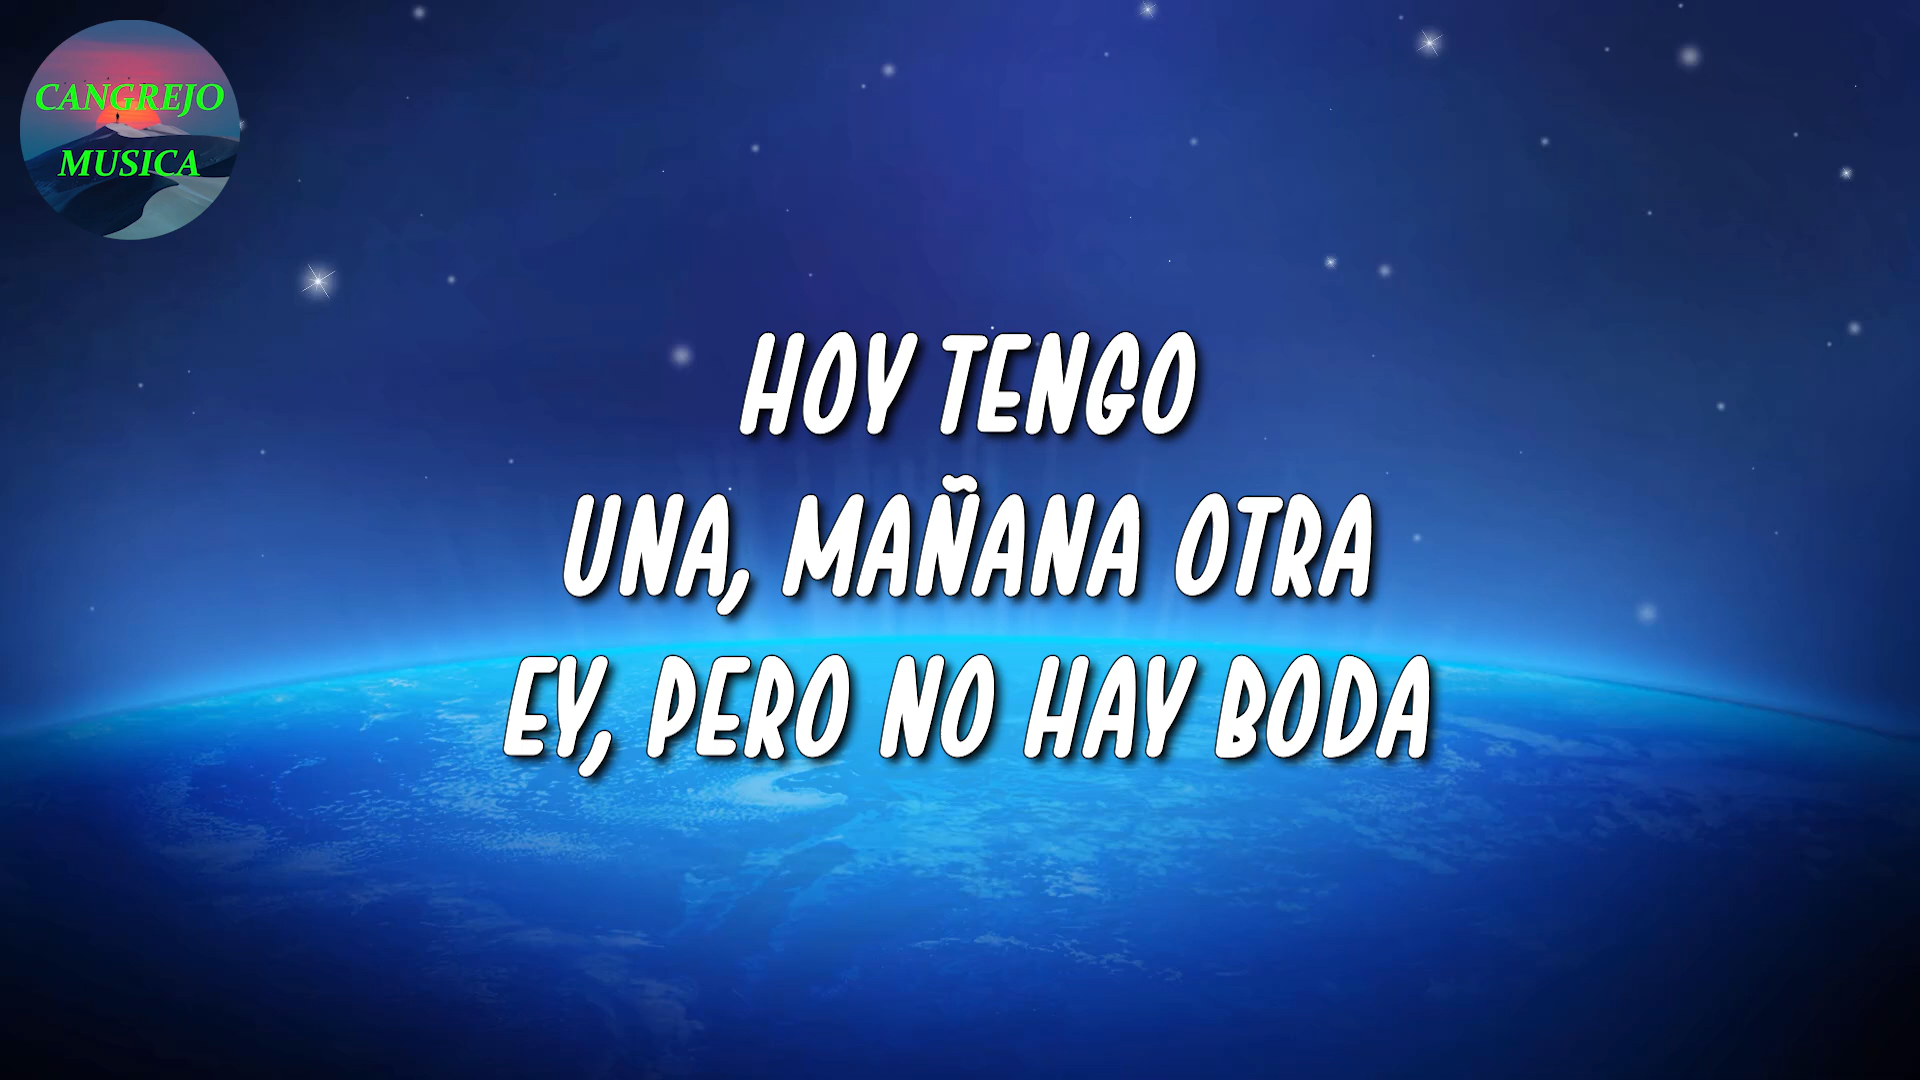 CANGREJO
MUSICA
HOY TENGO
UNA, MAÑANA OTRA
EY, PERO NO HAY BODA